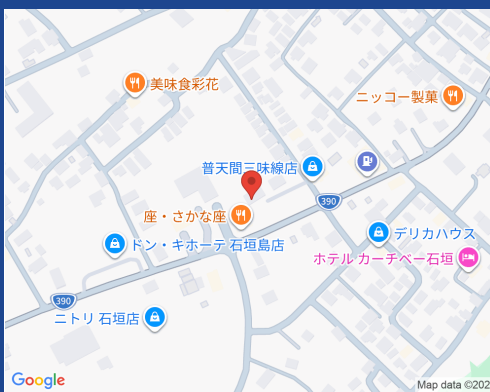 美味食彩花
ニッコー製菓
普天間三味線店
390
座・さかな座
デリカハウス
ドン・キホーテ 石垣島店
ホテル カーチベー石垣
390
ニトリ 石垣店
Google
Map data ©202